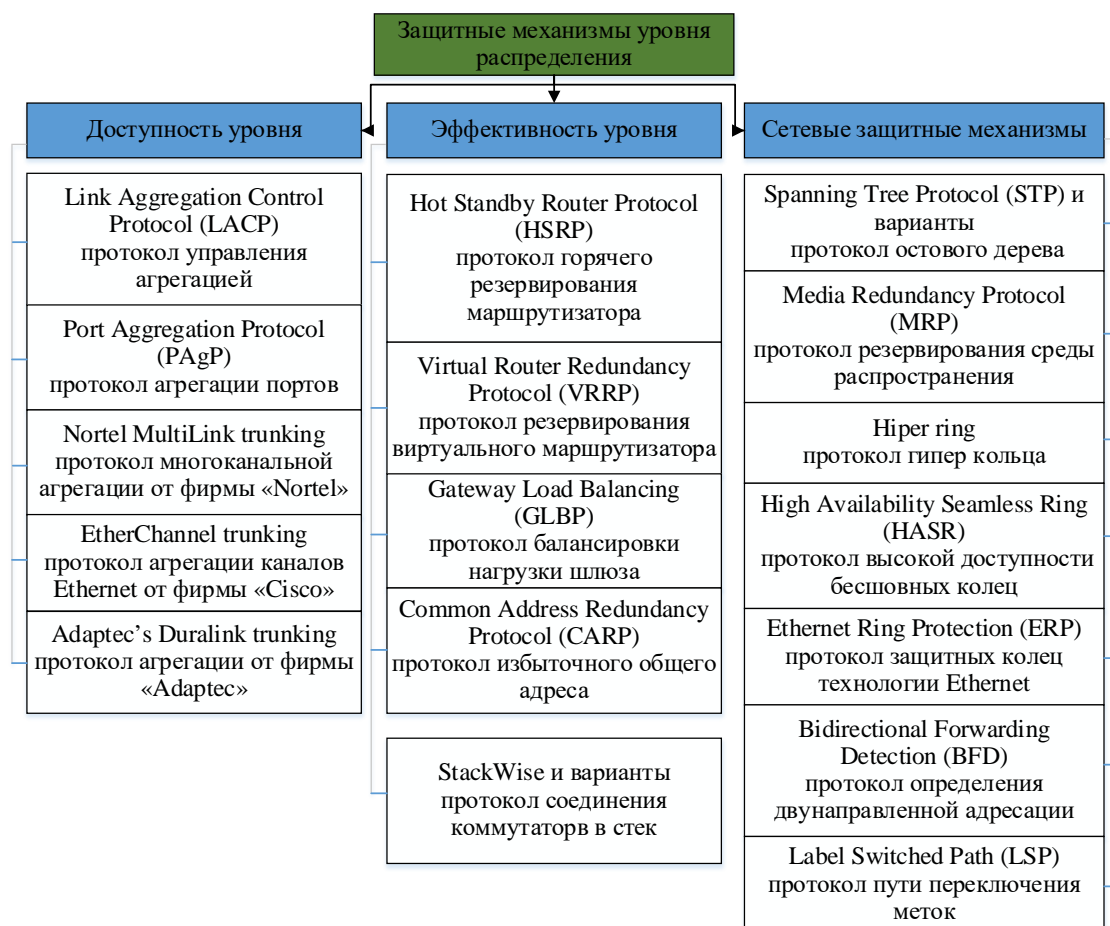 Защитные механизмы уровня
распределения
Доступность уровня
Link Aggregation Control
Protocol (LACP)
протокол управления
агрегацией
Port Aggregation Protocol
(PAgP)
протокол агрегации портов
Nortel MultiLink trunking
протокол многоканальной
агрегации от фирмы «Nortel»
EtherChannel trunking
протокол агрегации каналов
Ethernet от фирмы «Cisco»
Adaptec’s Duralink trunking
протокол агрегации от фирмы
«Adaptec»
Эффективность уровня
Hot Standby Router Protocol
(HSRP)
протокол горячего
резервирования
маршрутизатора
Virtual Router Redundancy
Protocol (VRRP)
протокол резервирования
виртуального маршрутизатора
Gateway Load Balancing
(GLBP)
протокол балансировки
нагрузки шлюза
Common Address Redundancy
Protocol (CARP)
протокол избыточного общего
адреса
StackWise и варианты
протокол соединения
коммутаторв в стек
Сетевые защитные механизмы
Spanning Tree Protocol (STP) и
варианты
протокол остового дерева
Media Redundancy Protocol
(MRP)
протокол резервирования среды
распространения
Hiper ring
протокол гипер кольца
High Availability Seamless Ring
(HASR)
протокол высокой доступности
бесшовных колец
Ethernet Ring Protection (ERP)
протокол защитных колец
технологии Ethernet
Bidirectional Forwarding
Detection (BFD)
протокол определения
двунаправленной адресации
Label Switched Path (LSP)
протокол пути переключения
меток